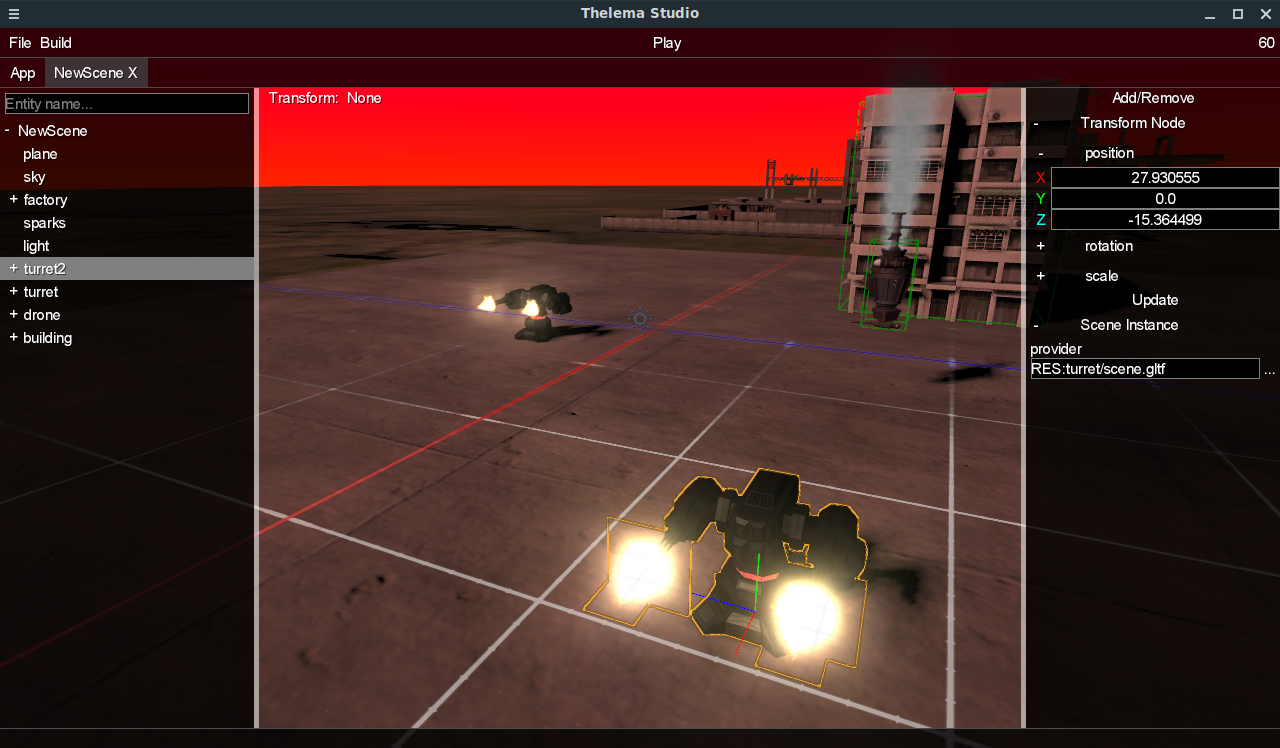 Thelema Studio
File Build Play 60
App NewScene X
Entity name...
Transform: None
- NewScene
plane
sky
+ factory
sparks
light
+ turret2
+ turret
+ drone
+ building
Add/Remove
- Transform Node
- position
X 27.930555
Y 0.0
Z -15.364499
+ rotation
+ scale
Update
- Scene Instance
provider
RES:turret/scene.gltf ...